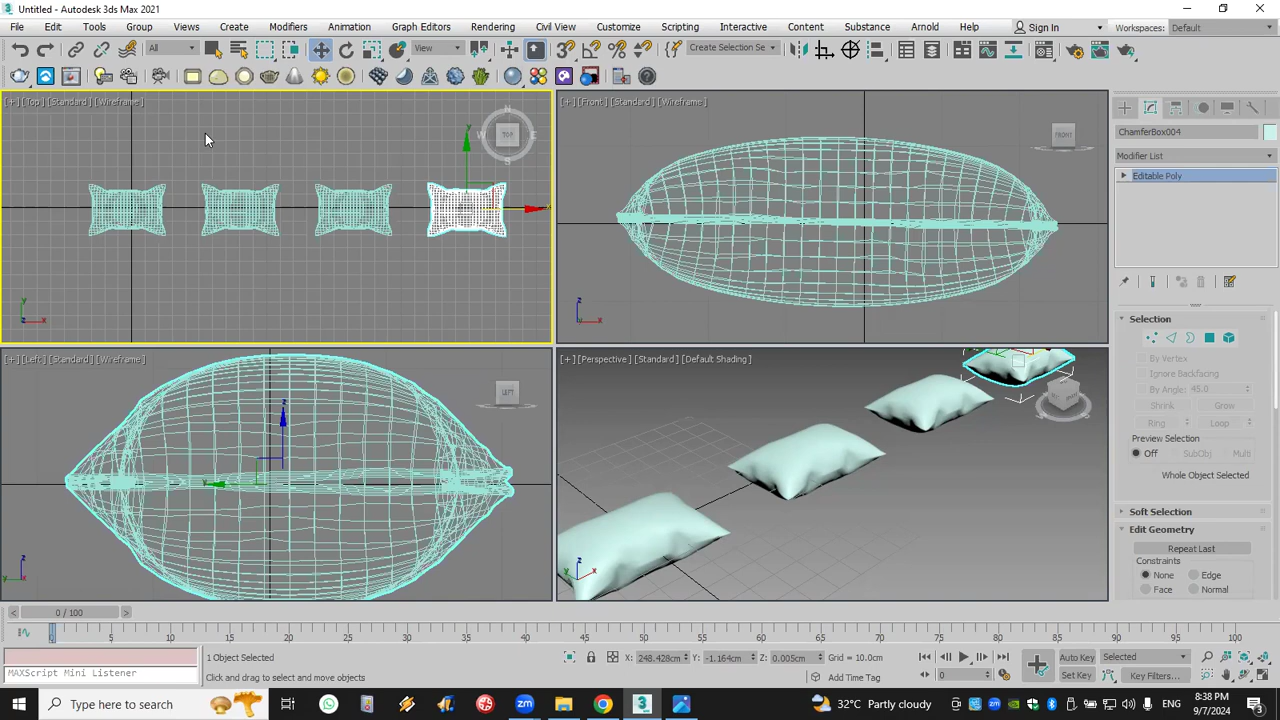 Untitled - Autodesk 3ds Max 2021
File Edit Tools Group Views Create Modifiers Animation Graph Editors Rendering Civil View Customize Scripting Interactive Content Substance Arnold Help Sign In Workspaces: Default
All View Create Selection Se
[+] [Top] [Standard] [Wireframe]
N
W TOP E
S
y
x
y
z x
[+] [Front] [Standard] [Wireframe]
FRONT
z
y x
[+] [Left] [Standard] [Wireframe]
LEFT
z
y
z
y x
[+] [Perspective] [Standard] [Default Shading]
z
x
ChamferBox004
Modifier List
Editable Poly
Selection
By Vertex
Ignore Backfacing
By Angle: 45.0
Shrink Grow
Ring Loop
Preview Selection
Off SubObj Multi
Whole Object Selected
Soft Selection
Edit Geometry
Repeat Last
Constraints
None Edge
Face Normal
< 0 / 100 >
0 5 10 15 20 25 30 35 40 45 50 55 60 65 70 75 80 85 90 95 100
1 Object Selected X: 248.428cm Y: -1.164cm Z: 0.005cm Grid = 10.0cm Auto Key Selected
MAXScript Mini Listener Click and drag to select and move objects Add Time Tag 0 Set Key Key Filters...
Type here to search 32°C Partly cloudy ENG 8:38 PM
9/7/2024